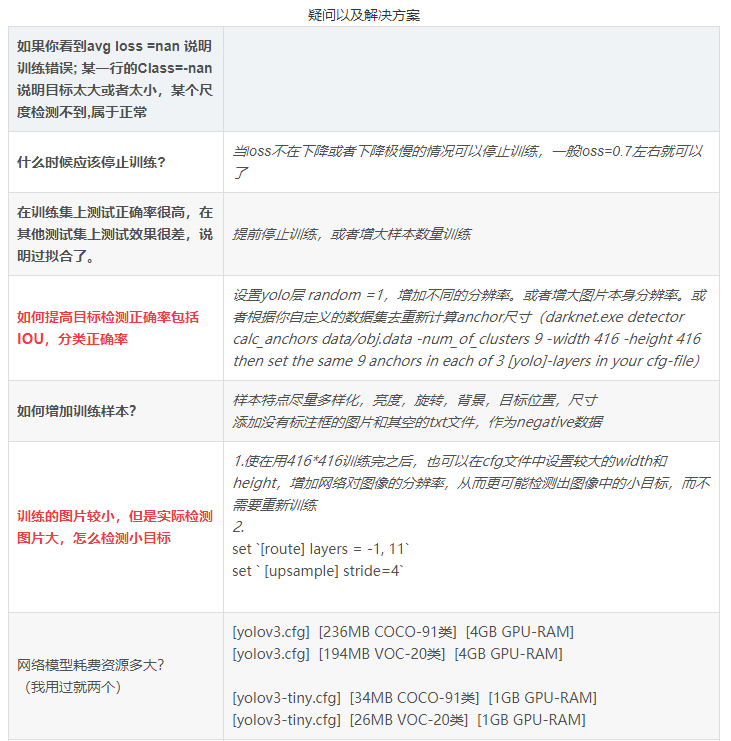 疑问以及解决方案
如果你看到avg loss =nan 说明
训练错误; 某一行的Class=-nan
说明目标太大或者太小，某个尺
度检测不到,属于正常
什么时候应该停止训练？
当loss不在下降或者下降极慢的情况可以停止训练，一般loss=0.7左右就可以
了
在训练集上测试正确率很高，在
其他测试集上测试效果很差，说
明过拟合了。
提前停止训练，或者增大样本数量训练
如何提高目标检测正确率包括
IOU，分类正确率
设置yolo层 random =1，增加不同的分辨率。或者增大图片本身分辨率。或
者根据你自定义的数据集去重新计算anchor尺寸（darknet.exe detector
calc_anchors data/obj.data -num_of_clusters 9 -width 416 -height 416
then set the same 9 anchors in each of 3 [yolo]-layers in your cfg-file）
如何增加训练样本？
样本特点尽量多样化，亮度，旋转，背景，目标位置，尺寸
添加没有标注框的图片和其空的txt文件，作为negative数据
训练的图片较小，但是实际检测
图片大，怎么检测小目标
1.使在用416*416训练完之后，也可以在cfg文件中设置较大的width和
height，增加网络对图像的分辨率，从而更可能检测出图像中的小目标，而不
需要重新训练
2.
set `[route] layers = -1, 11`
set ` [upsample] stride=4`
网络模型耗费资源多大？
（我用过就两个）
[yolov3.cfg] [236MB COCO-91类] [4GB GPU-RAM]
[yolov3.cfg] [194MB VOC-20类] [4GB GPU-RAM]
[yolov3-tiny.cfg] [34MB COCO-91类] [1GB GPU-RAM]
[yolov3-tiny.cfg] [26MB VOC-20类] [1GB GPU-RAM]